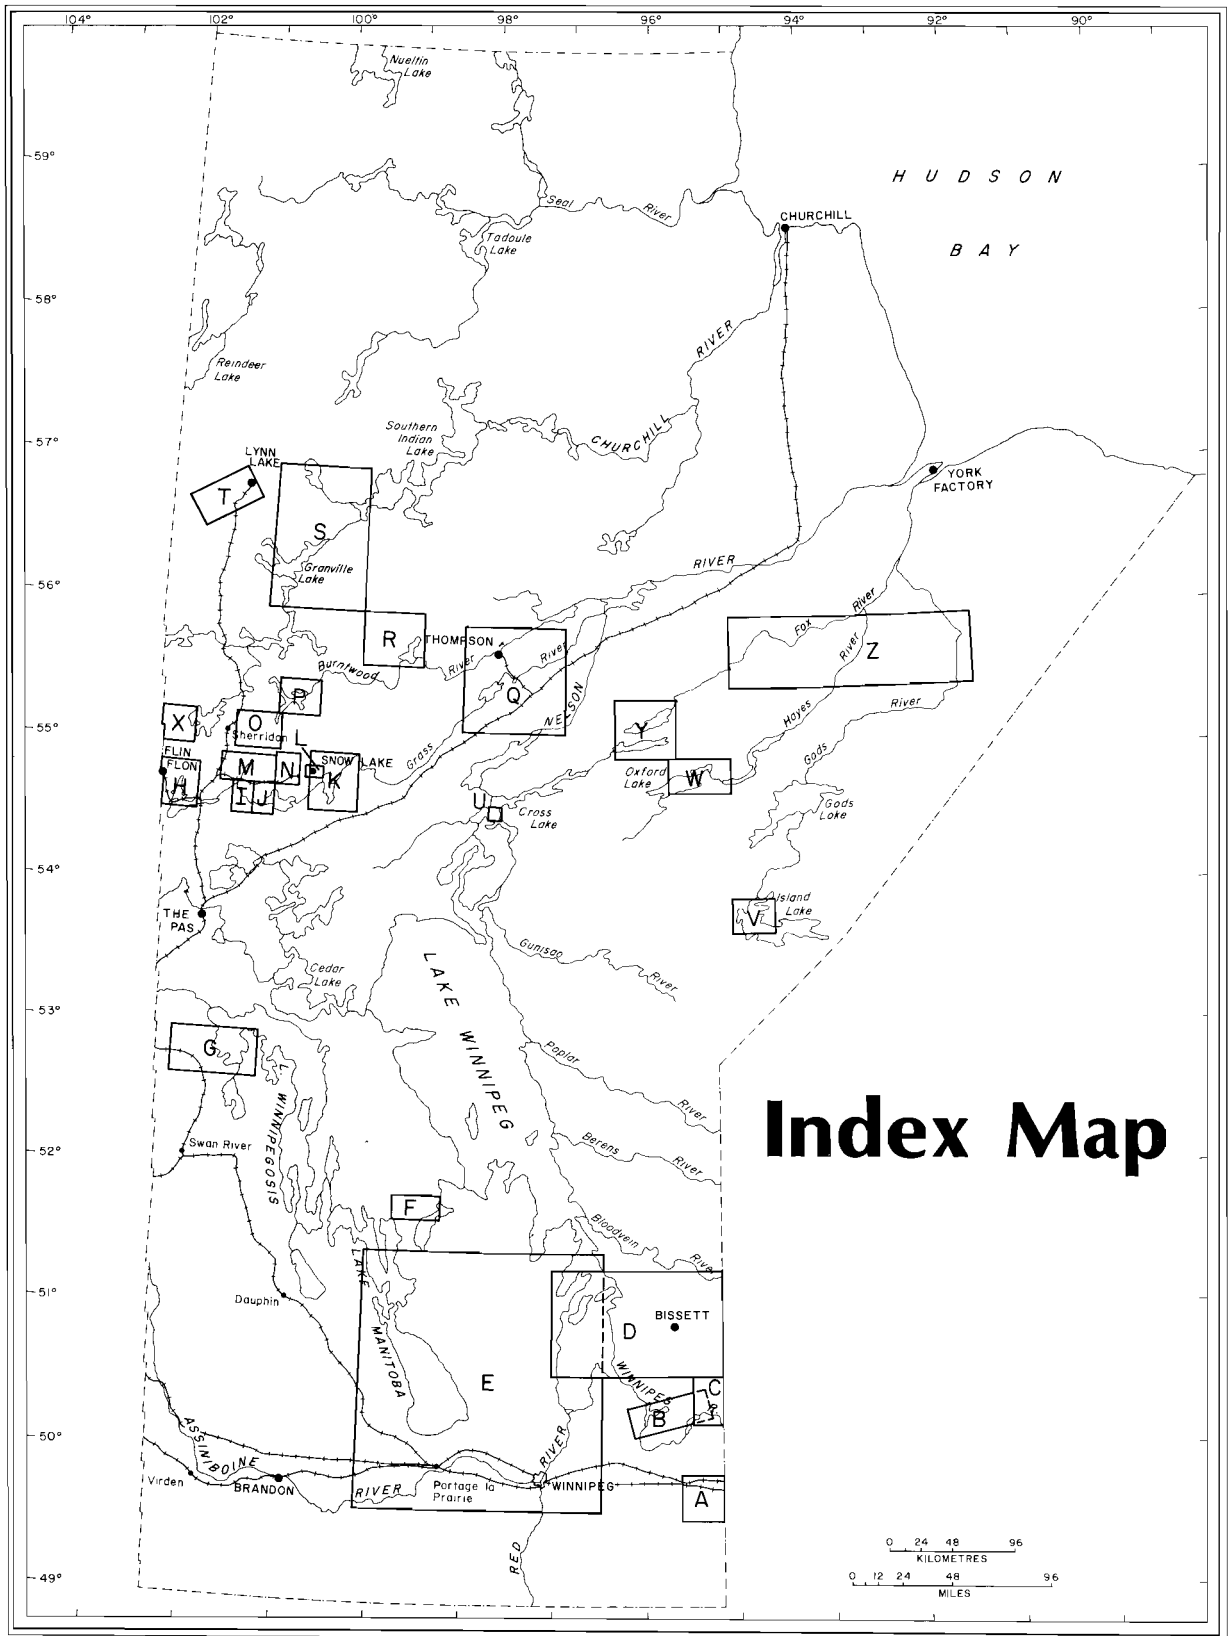 104° 102° 100° 98° 96° 94° 92° 90°
Nueltin
Lake
59°
HUDSON
Seal River
CHURCHILL
Tadoule
Lake
BAY
58°
RIVER
Reindeer
Lake
Southern
Indian
Lake
CHURCHILL
57°
LYNN
LAKE
YORK
FACTORY
T
S
RIVER
Granville
Lake
56°
Fox River
R
THOMPSON
River
River
River
Z
Burntwood
P
Q
NELSON
Hayes
River
X
O
55°
Sherridon
L
Y
Grass
Gods
FLIN
FLON
SNOW LAKE
M
N
K
H
I
J
Oxford
Lake
W
U
Cross
Lake
Gods
Lake
54°
THE
PAS
Island
Lake
V
Gunisao River
Cedar
Lake
LAKE WINNIPEG
53°
G
Poplar River
L. WINNIPEGOSIS
Index Map
Swan River
52°
Berens River
F
Bloodvein River
LAKE MANITOBA
51°
Dauphin
BISSETT
D
E
WINNIPEG
C
B
50°
ASSINIBOINE
RIVER
RIVER
Virden
BRANDON
Portage la
Prairie
WINNIPEG
A
RED
49°
0 24 48 96
KILOMETRES
0 12 24 48 96
MILES